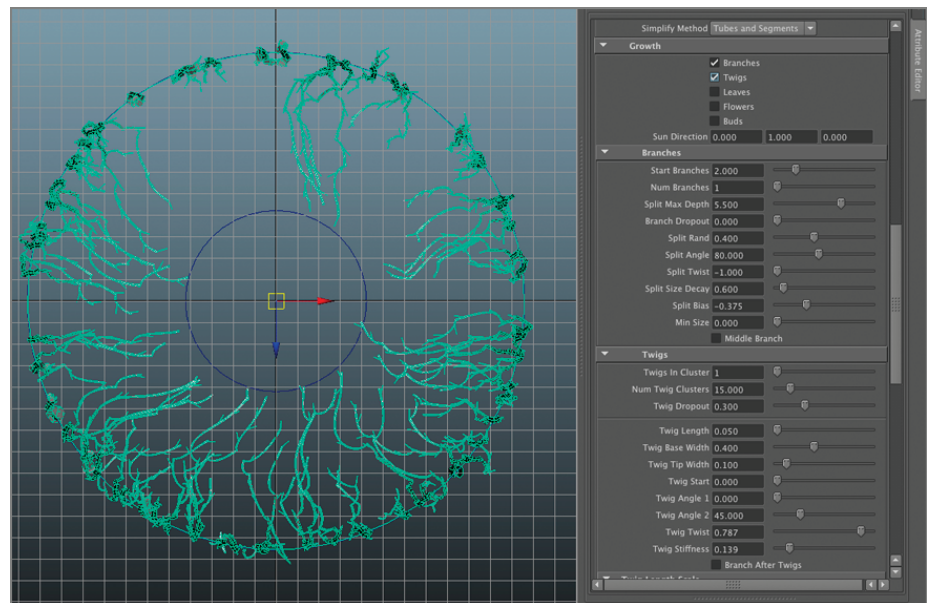 Simplify Method Tubes and Segments
Attribute Editor
Growth
Branches
Twigs
Leaves
Flowers
Buds
Sun Direction 0.000 1.000 0.000
Branches
Start Branches 2.000
Num Branches 1
Split Max Depth 5.500
Branch Dropout 0.000
Split Rand 0.400
Split Angle 80.000
Split Twist -1.000
Split Size Decay 0.600
Split Bias -0.375
Min Size 0.000
Middle Branch
Twigs
Twigs In Cluster 1
Num Twig Clusters 15.000
Twig Dropout 0.300
Twig Length 0.050
Twig Base Width 0.400
Twig Tip Width 0.100
Twig Start 0.000
Twig Angle 1 0.000
Twig Angle 2 45.000
Twig Twist 0.787
Twig Stiffness 0.139
Branch After Twigs
Twig Length Scale